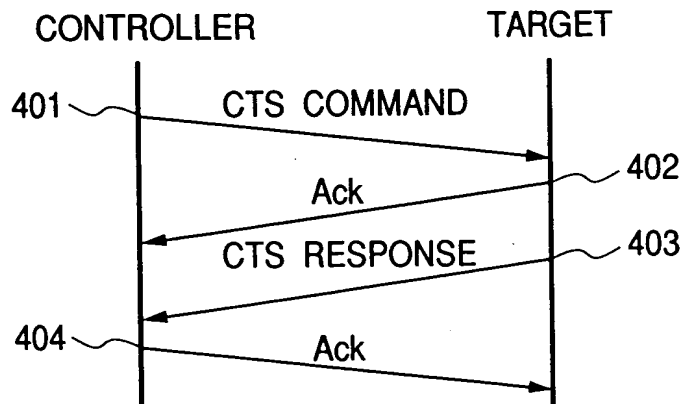 CONTROLLER
TARGET
401
CTS COMMAND
402
Ack
403
CTS RESPONSE
404
Ack